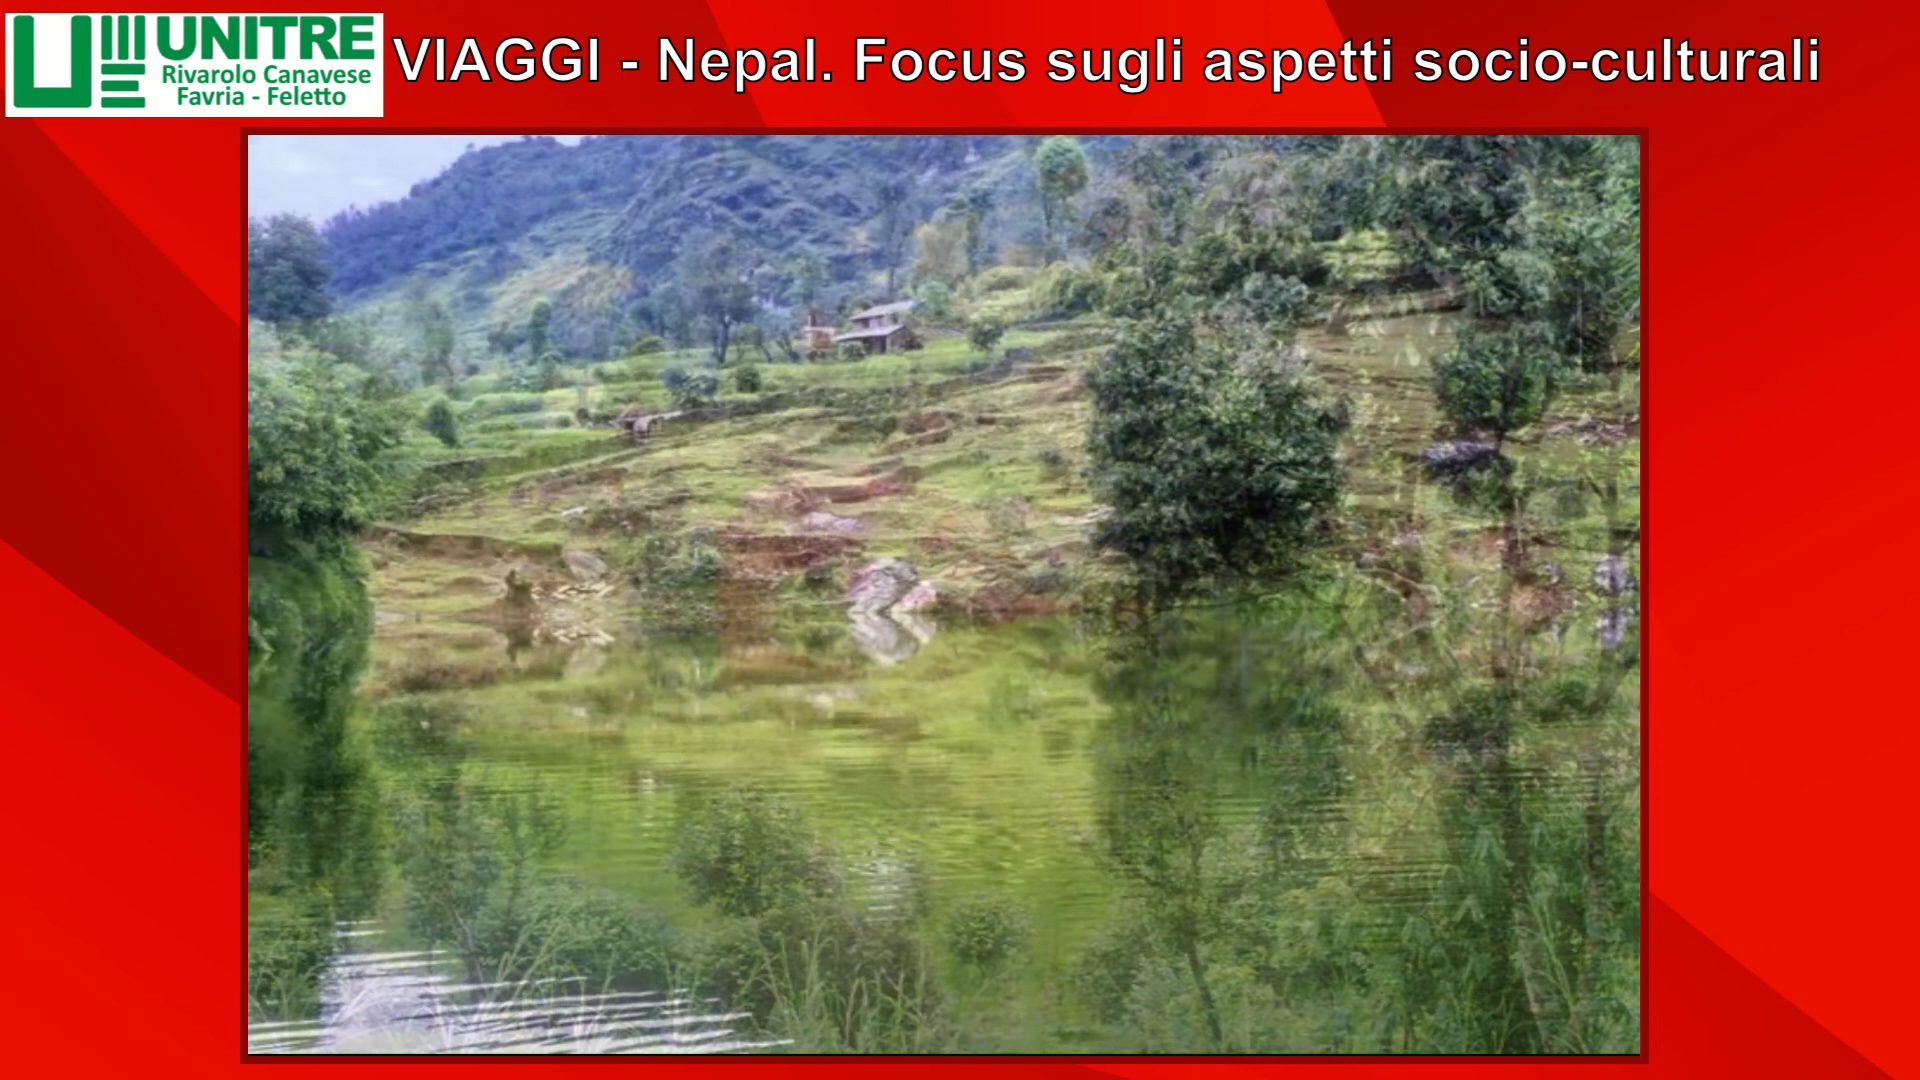 UNITRE
Rivarolo Canavese
Favria - Feletto
VIAGGI - Nepal. Focus sugli aspetti socio-culturali